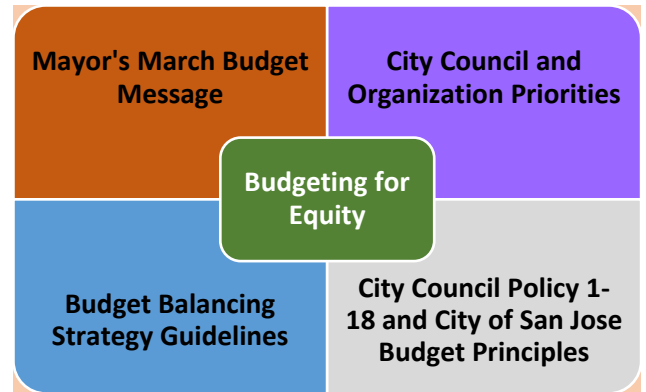 Mayor's March Budget
Message
City Council and
Organization Priorities
Budgeting for
Equity
Budget Balancing
Strategy Guidelines
City Council Policy 1-
18 and City of San Jose
Budget Principles